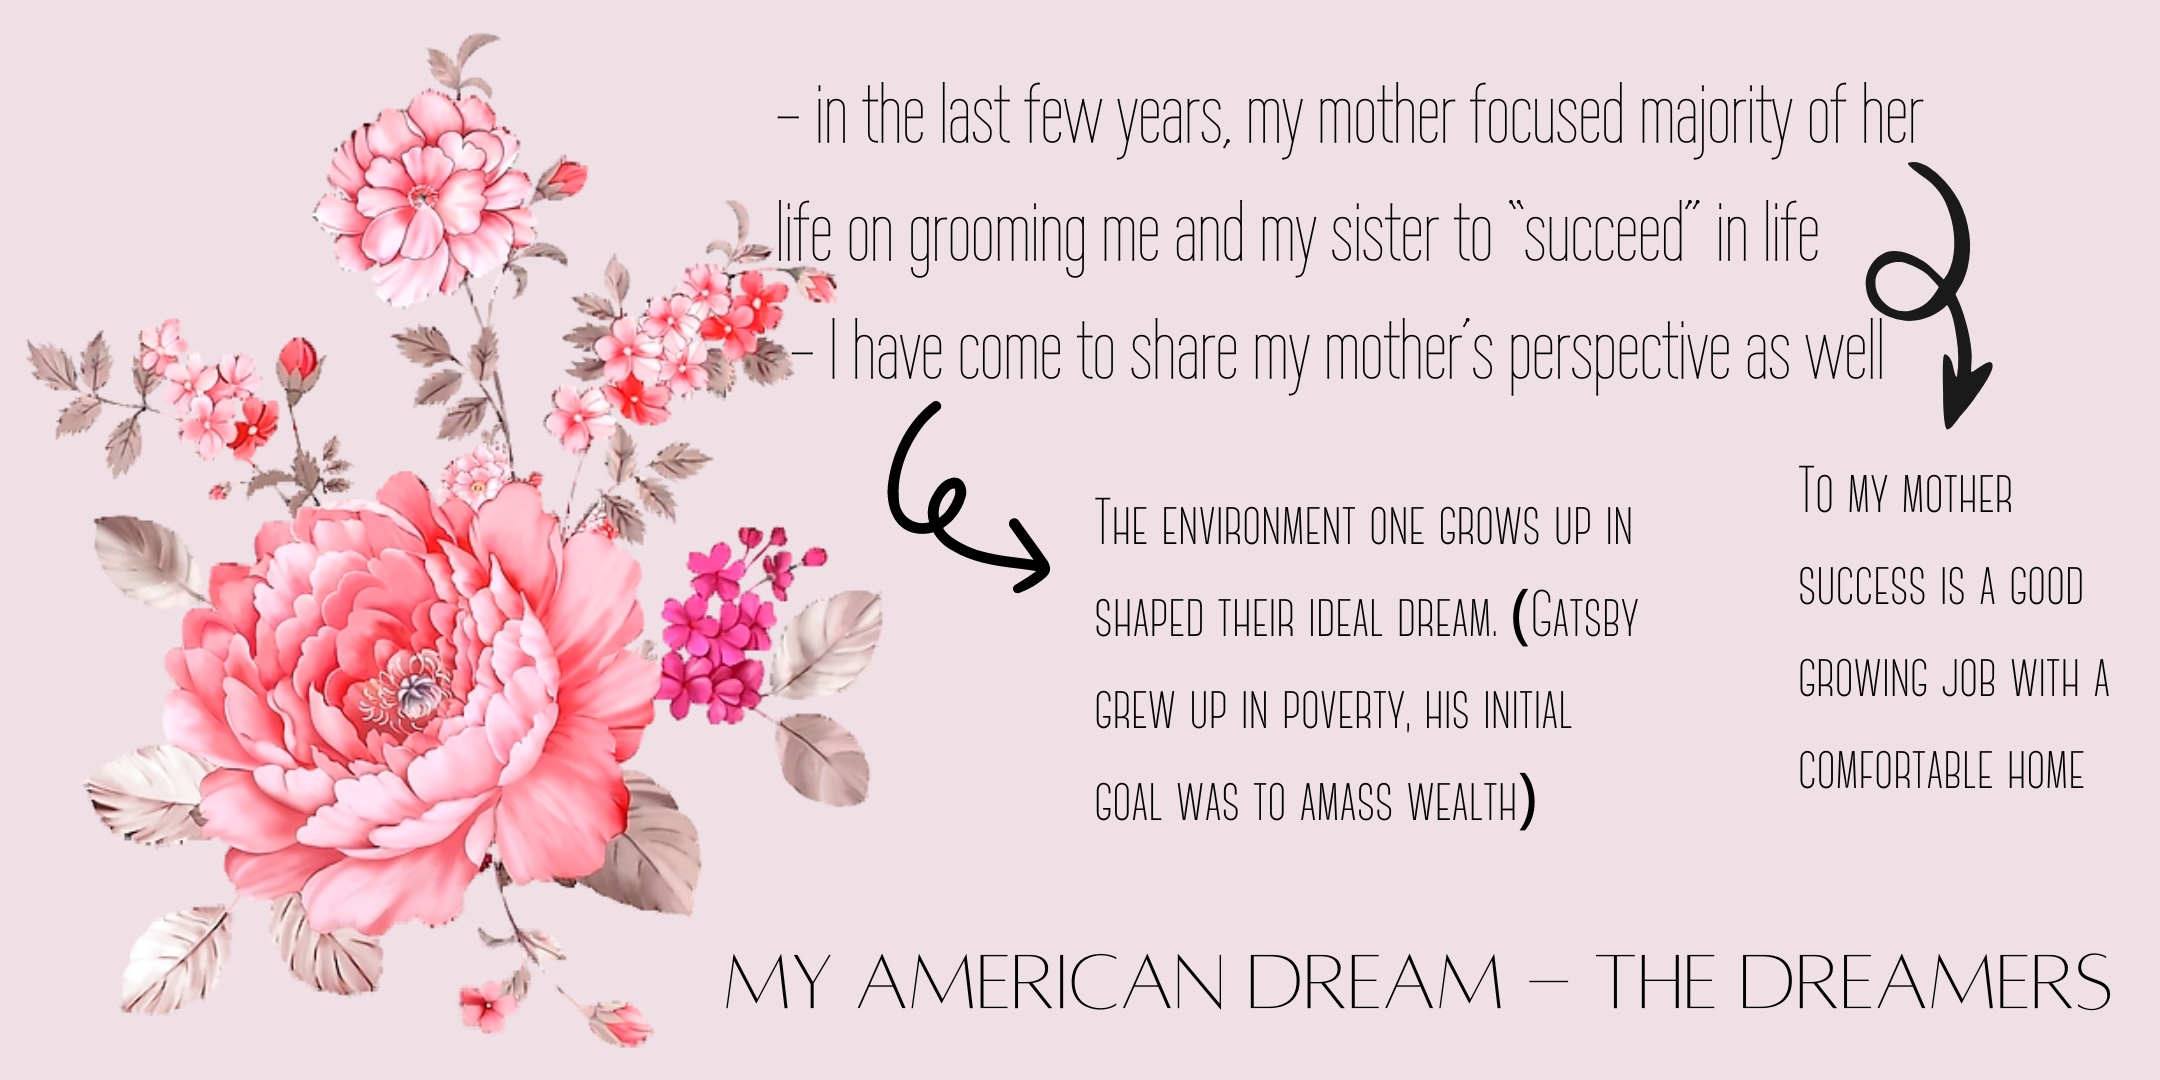 – in the last few years, my mother focused majority of her
life on grooming me and my sister to “succeed” in life
– I have come to share my mother's perspective as well
The environment one grows up in
shaped their ideal dream. (Gatsby
grew up in poverty, his initial
goal was to amass wealth)
To my mother
success is a good
growing job with a
comfortable home
MY AMERICAN DREAM – THE DREAMERS